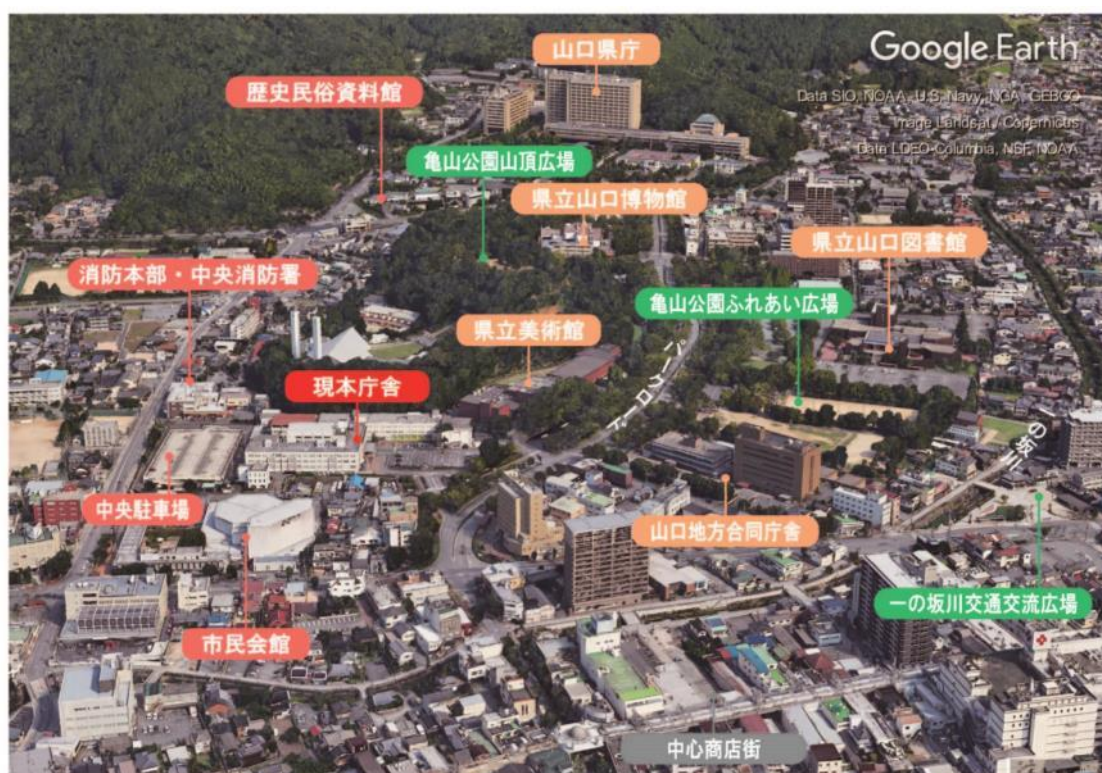 山口県庁
Google Earth
歴史民俗資料館
Data SIO, NOAA, U.S. Navy, NGA, GEBCO
Image Landsat / Copernicus
亀山公園山頂広場
Data LDEO-Columbia, NSF, NOAA
県立山口博物館
県立山口図書館
消防本部・中央消防署
亀山公園ふれあい広場
県立美術館
パークロード
現本庁舎
一の坂川
中央駐車場
山口地方合同庁舎
一の坂川交通交流広場
市民会館
中心商店街